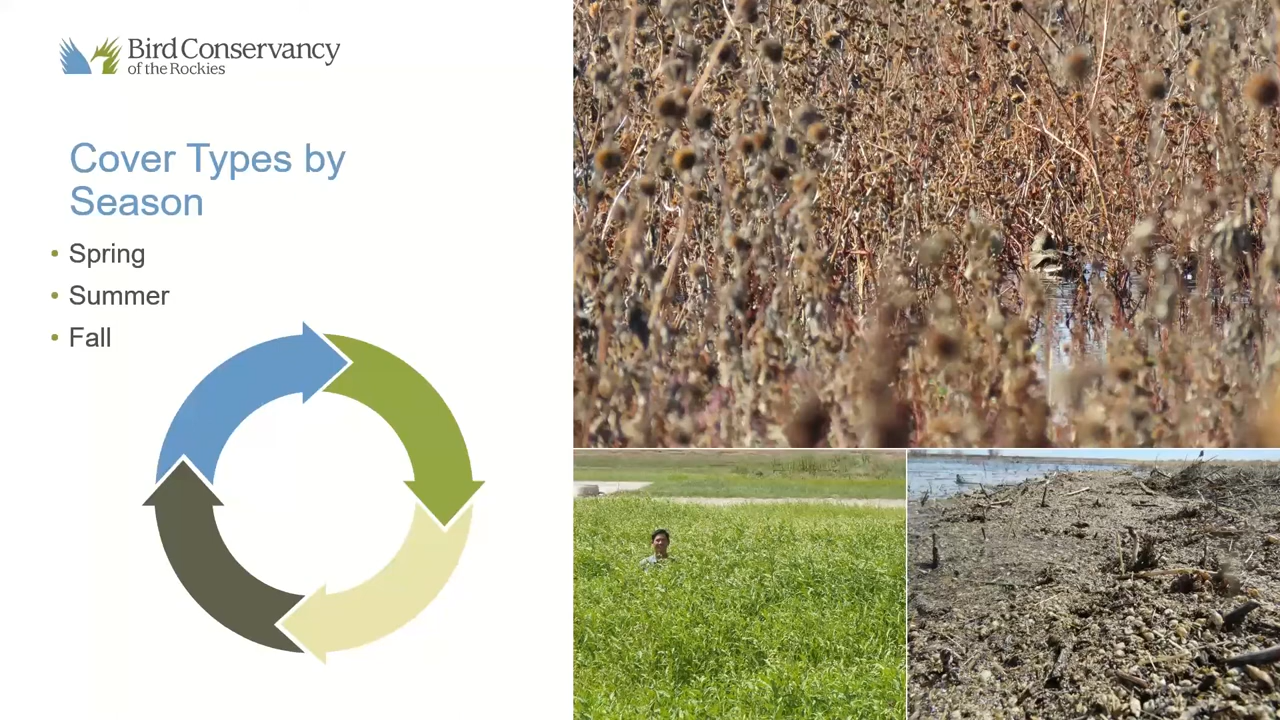 Bird Conservancy
of the Rockies
Cover Types by
Season
• Spring
• Summer
• Fall